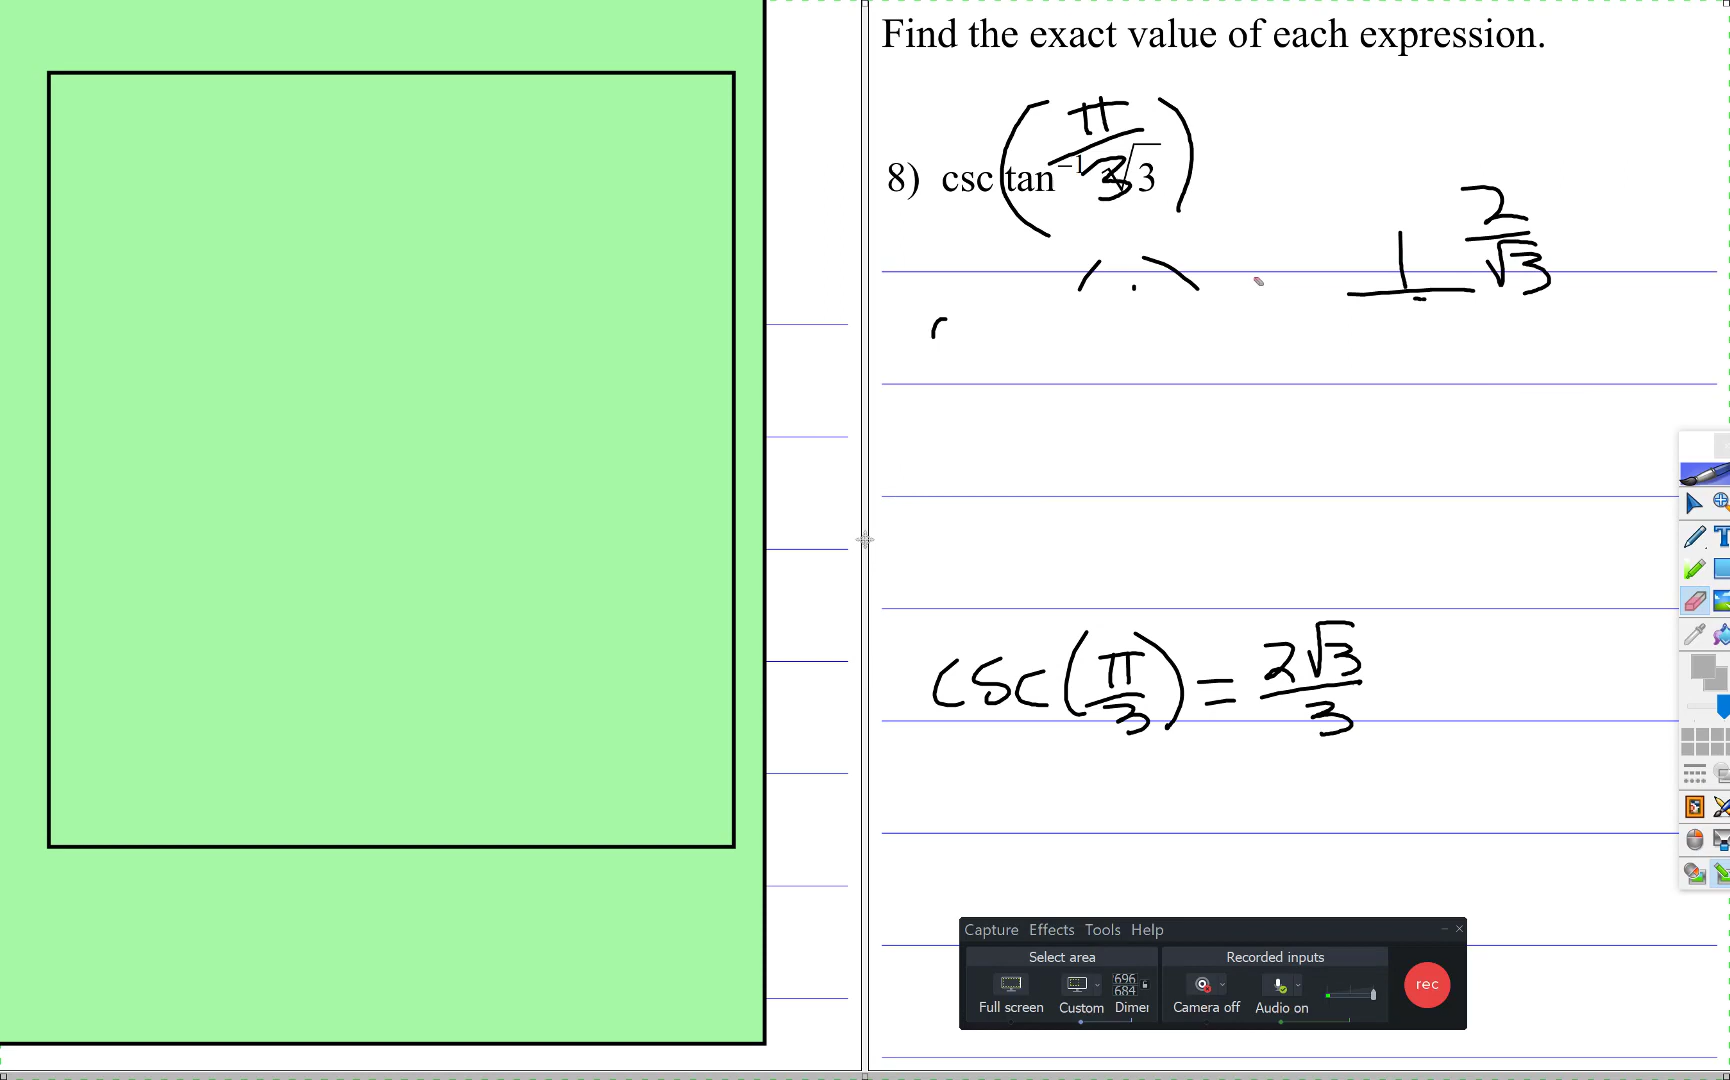 Find the exact value of each expression.
8) csc tan⁻¹ √3
( π/3 )
1
2/√3
csc(π/3) = 2√3/3
Capture Effects Tools Help
Select area Recorded inputs
696
684
rec
Full screen Custom Dimer Camera off Audio on